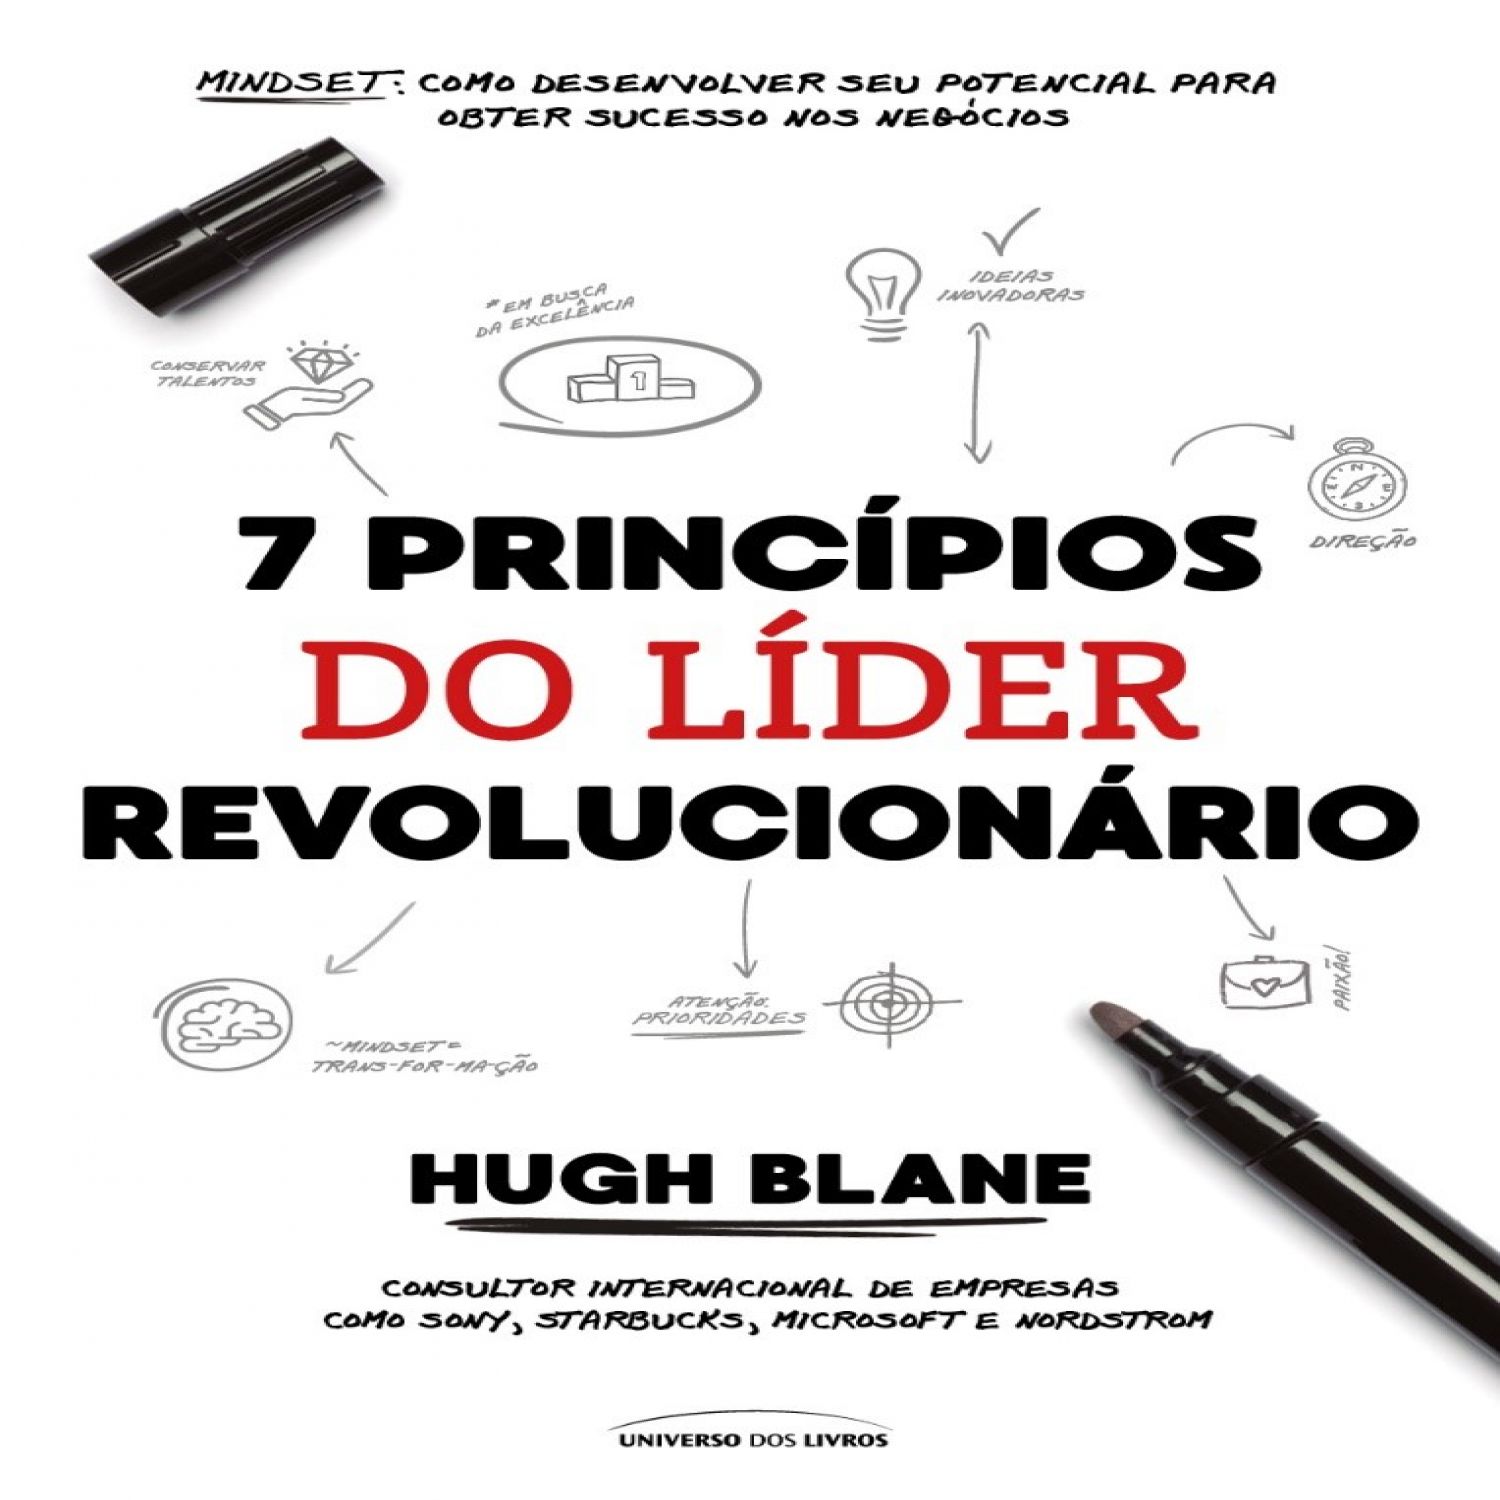 MINDSET: COMO DESENVOLVER SEU POTENCIAL PARA
OBTER SUCESSO NOS NEGÓCIOS
IDEIAS
INOVADORAS
* EM BUSCA
DA EXCELÊNCIA
CONSERVAR
TALENTOS
1
N
E
E
DIREÇÃO
7 PRINCÍPIOS
DO LÍDER
REVOLUCIONÁRIO
PAIXÃO!
ATENÇÃO:
PRIORIDADES
~MINDSET=
TRANS-FOR-MA-ÇÃO
HUGH BLANE
CONSULTOR INTERNACIONAL DE EMPRESAS
COMO SONY, STARBUCKS, MICROSOFT E NORDSTROM
UNIVERSO DOS LIVROS